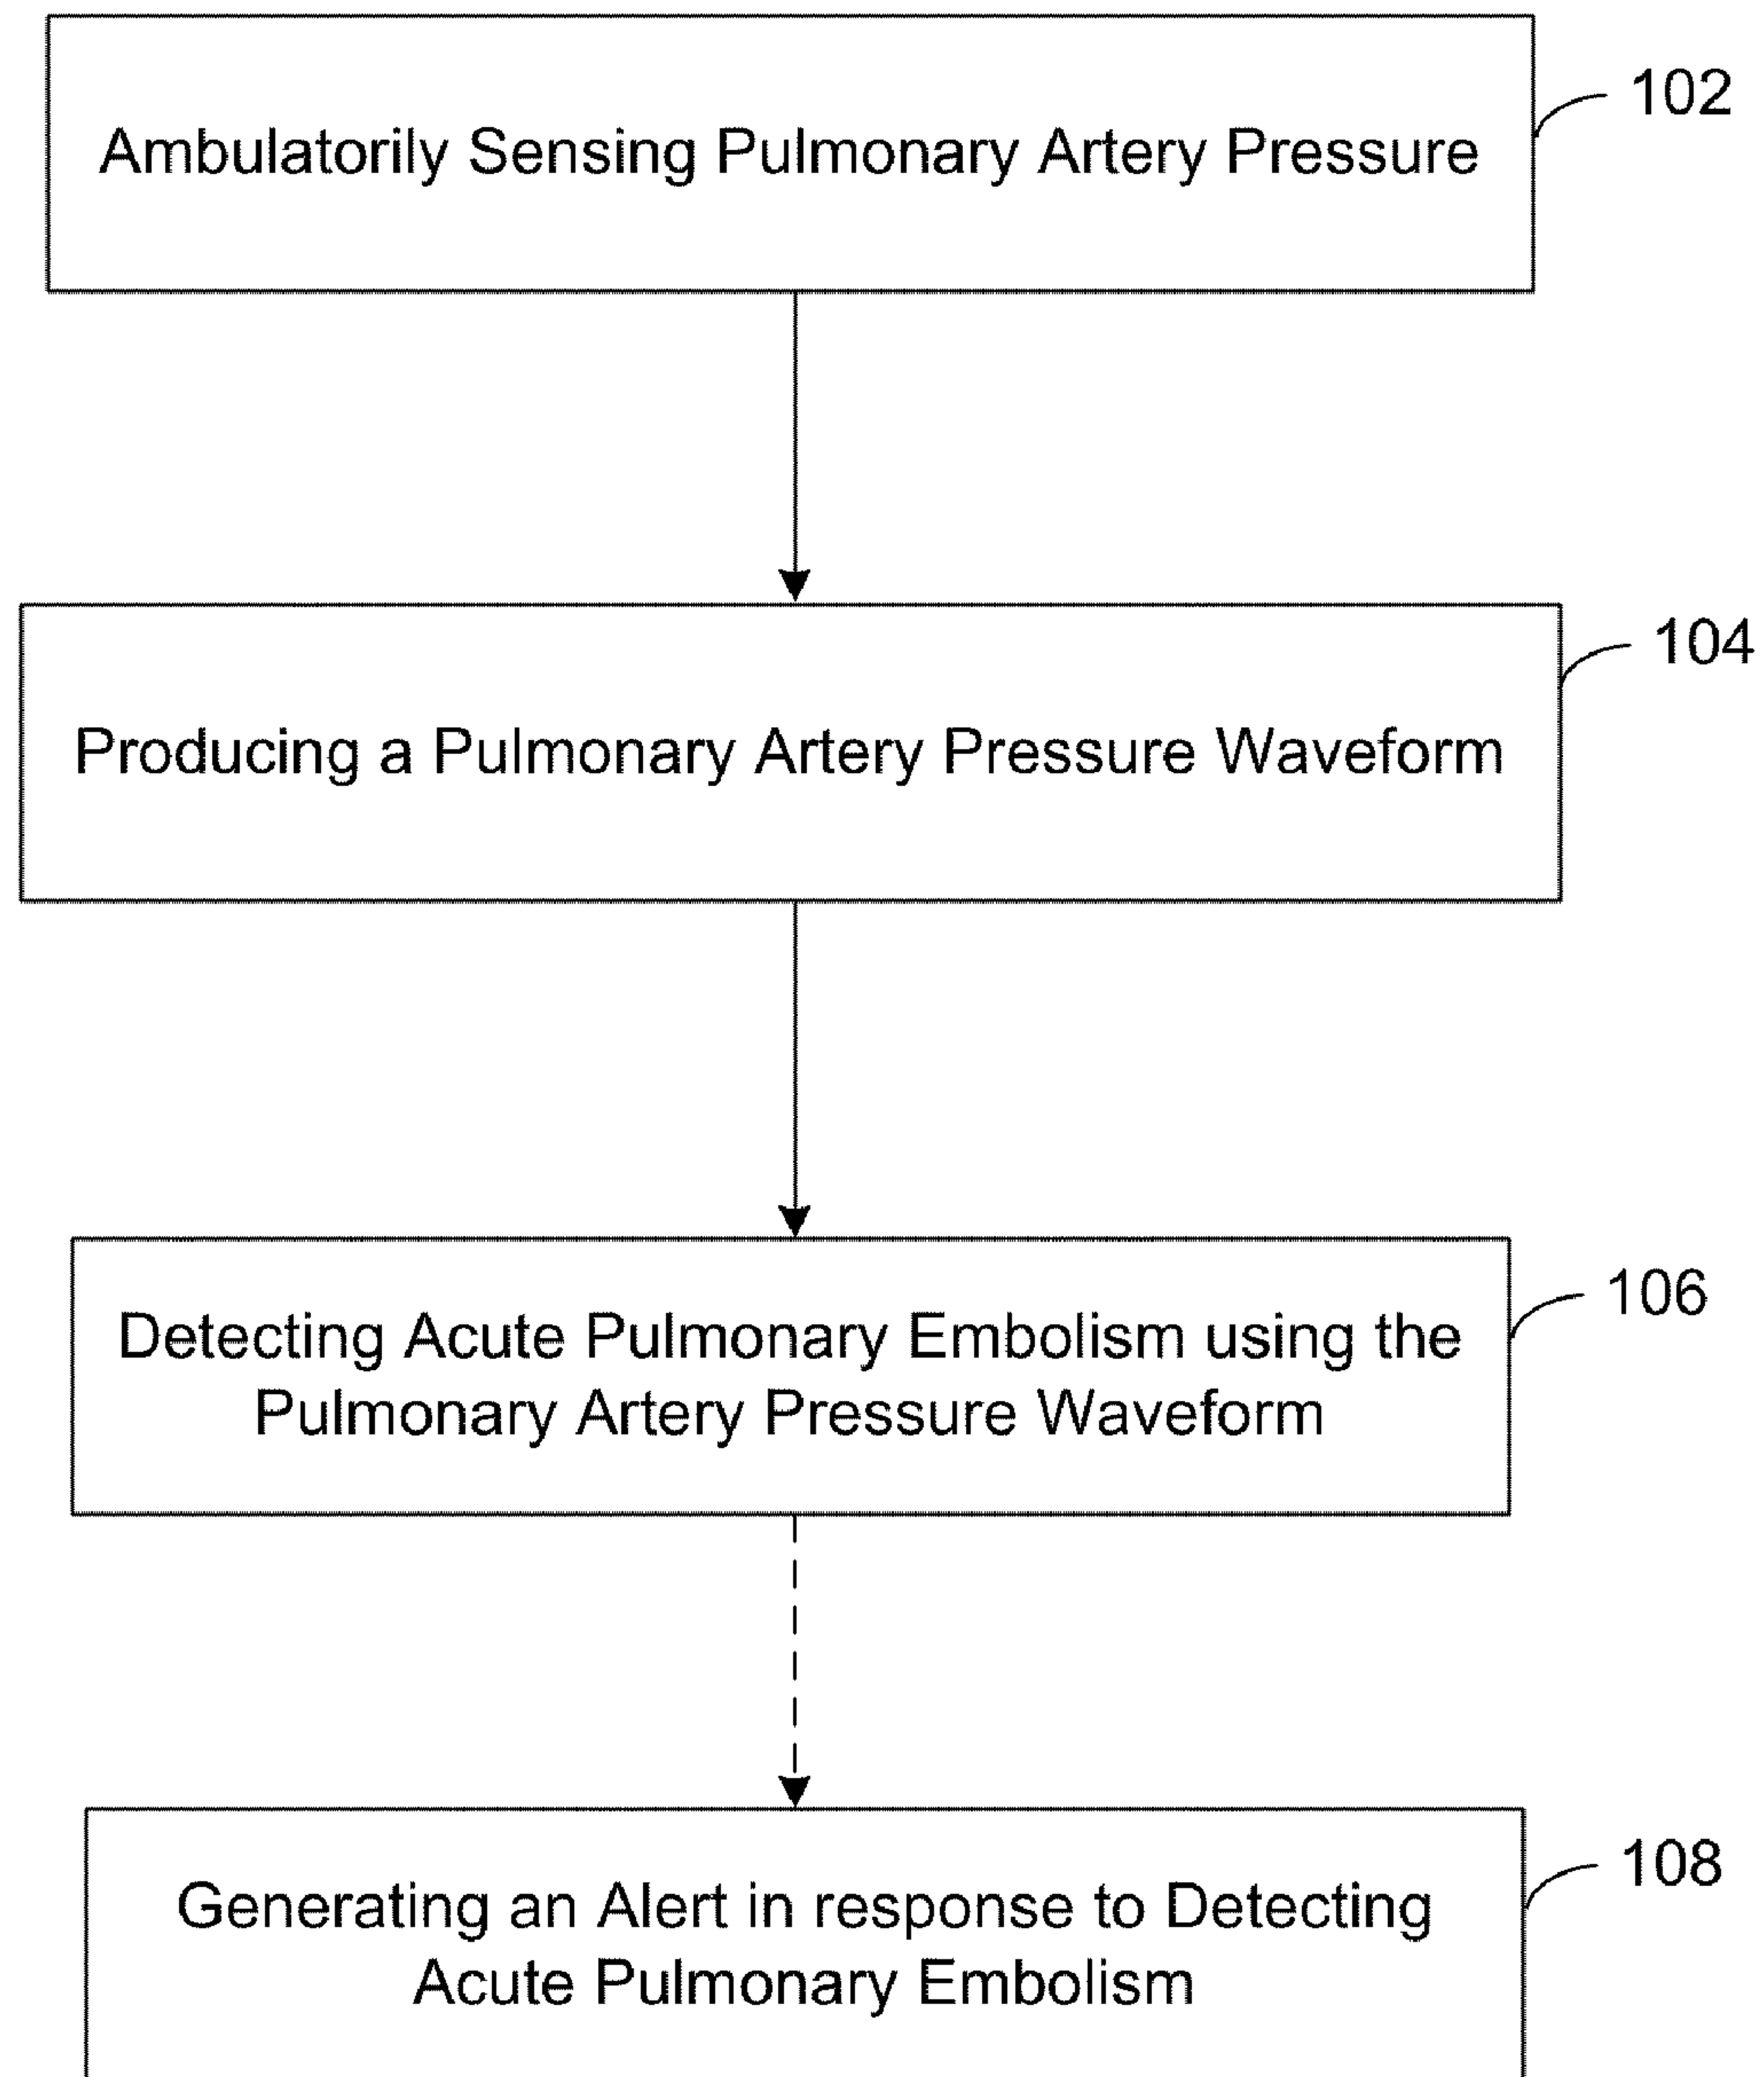 102
Ambulatorily Sensing Pulmonary Artery Pressure
104
Producing a Pulmonary Artery Pressure Waveform
106
Detecting Acute Pulmonary Embolism using the
Pulmonary Artery Pressure Waveform
108
Generating an Alert in response to Detecting
Acute Pulmonary Embolism